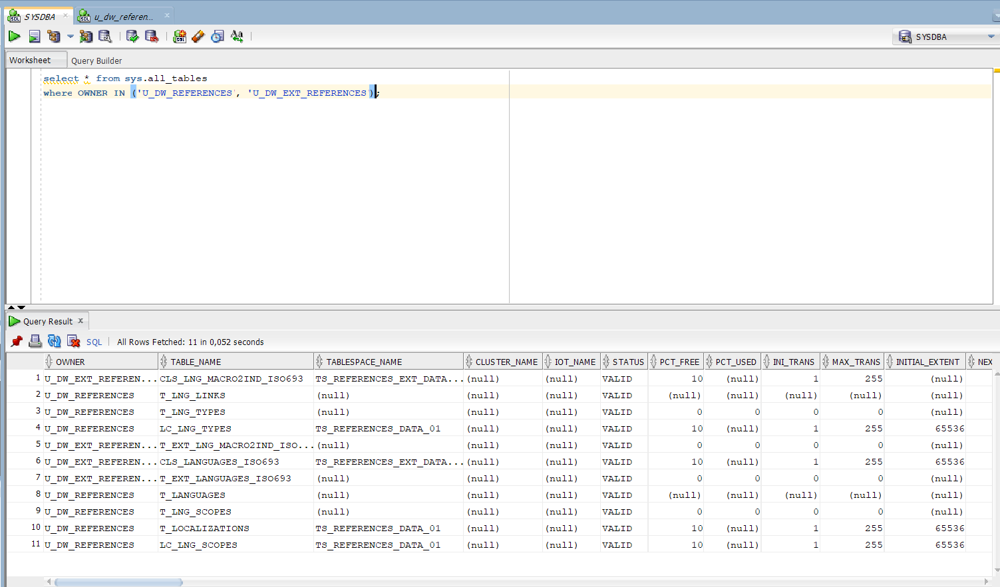 SYSDBA
u_dw_referen...
SYSDBA
Worksheet
Query Builder
select * from sys.all_tables
where OWNER IN ('U_DW_REFERENCES', 'U_DW_EXT_REFERENCES');
Query Result
SQL
All Rows Fetched: 11 in 0,052 seconds
OWNER TABLE_NAME TABLESPACE_NAME CLUSTER_NAME IOT_NAME STATUS PCT_FREE PCT_USED INI_TRANS MAX_TRANS INITIAL_EXTENT NEX
1 U_DW_EXT_REFEREN... CLS_LNG_MACRO2IND_ISO693 TS_REFERENCES_EXT_DATA... (null) (null) VALID 10 (null) 1 255 (null)
2 U_DW_REFERENCES T_LNG_LINKS (null) (null) (null) VALID (null) (null) (null) (null) (null)
3 U_DW_REFERENCES T_LNG_TYPES (null) (null) (null) VALID 0 0 0 0 (null)
4 U_DW_REFERENCES LC_LNG_TYPES TS_REFERENCES_DATA_01 (null) (null) VALID 10 (null) 1 255 65536
5 U_DW_EXT_REFEREN... T_EXT_LNG_MACRO2IND_ISO... (null) (null) (null) VALID 0 0 0 0 (null)
6 U_DW_EXT_REFEREN... CLS_LANGUAGES_ISO693 TS_REFERENCES_EXT_DATA... (null) (null) VALID 10 (null) 1 255 65536
7 U_DW_EXT_REFEREN... T_EXT_LANGUAGES_ISO693 (null) (null) (null) VALID 0 0 0 0 (null)
8 U_DW_REFERENCES T_LANGUAGES (null) (null) (null) VALID (null) (null) (null) (null) (null)
9 U_DW_REFERENCES T_LNG_SCOPES (null) (null) (null) VALID 0 0 0 0 (null)
10 U_DW_REFERENCES T_LOCALIZATIONS TS_REFERENCES_DATA_01 (null) (null) VALID 10 (null) 1 255 65536
11 U_DW_REFERENCES LC_LNG_SCOPES TS_REFERENCES_DATA_01 (null) (null) VALID 10 (null) 1 255 65536